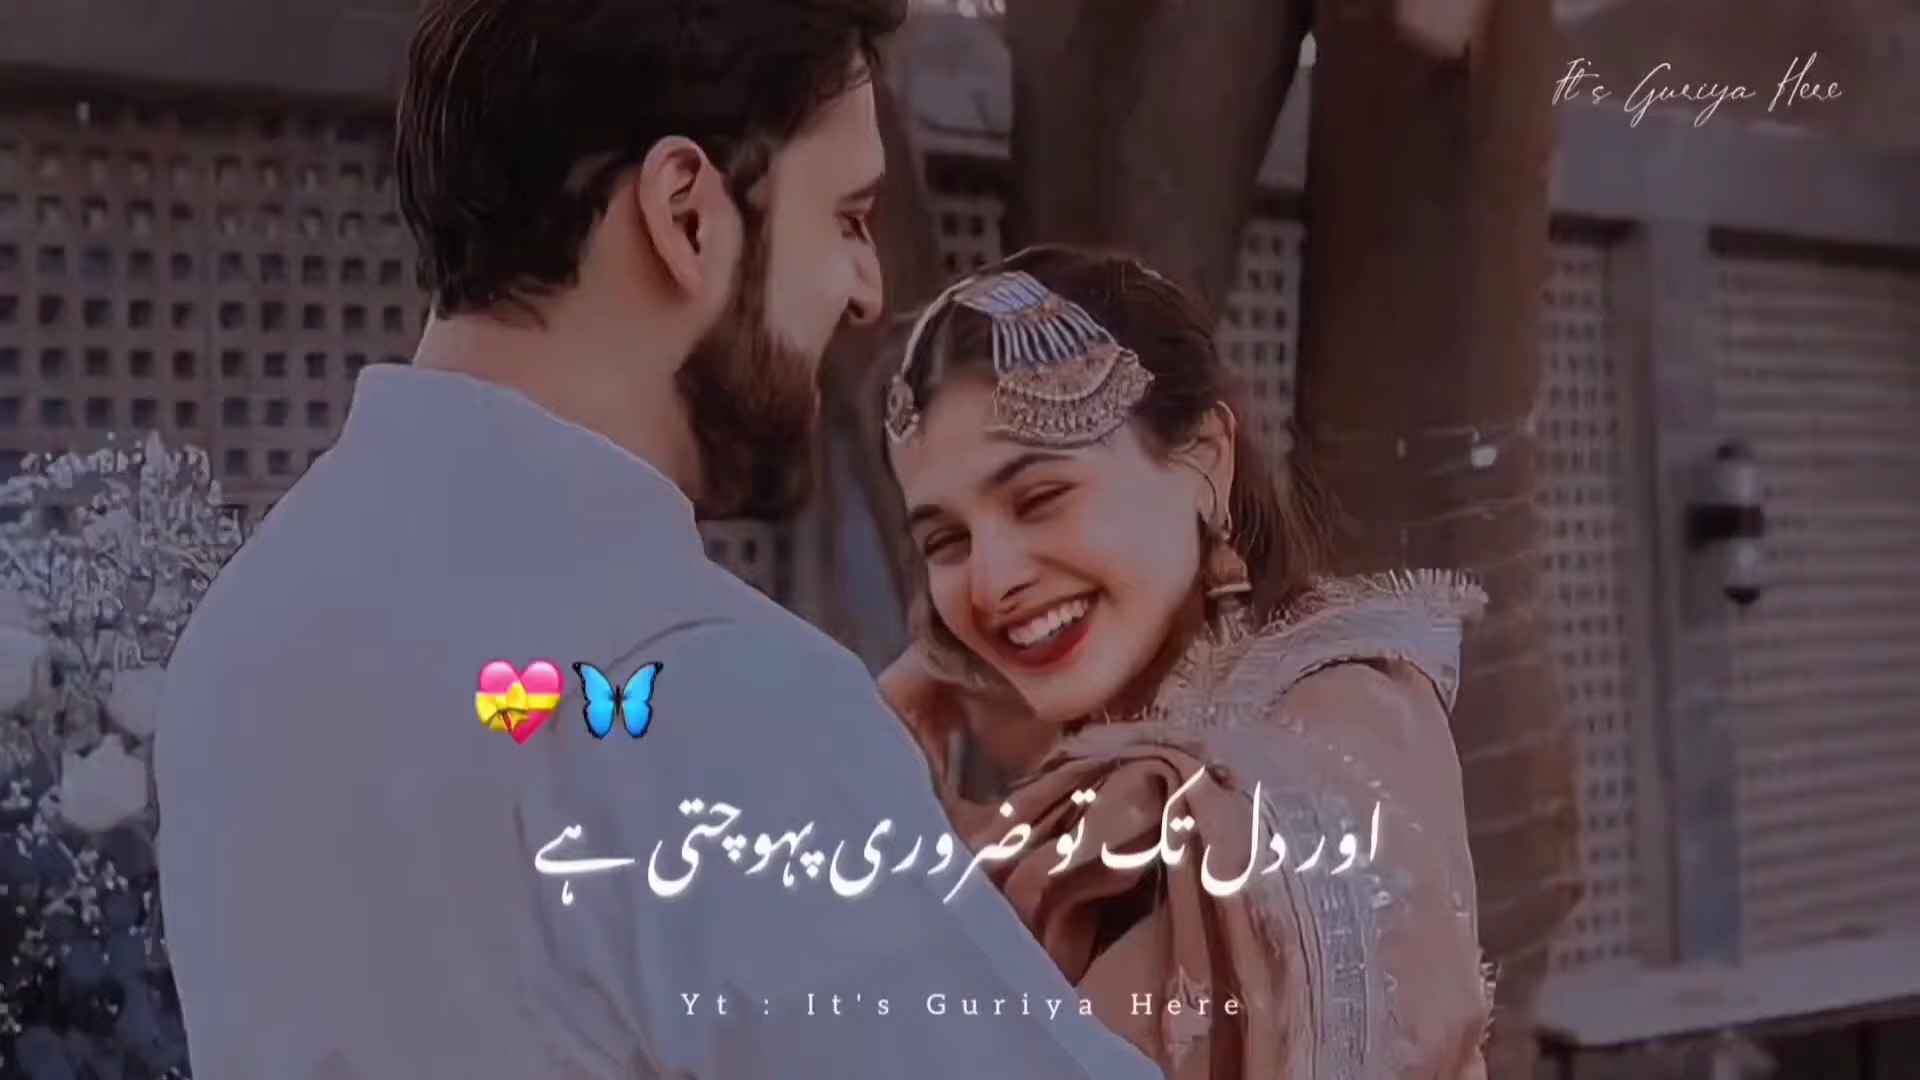 It's Guriya Here
💝🦋
اور دل تک تو ضروری پہوچتی ہے
Yt : It's Guriya Here